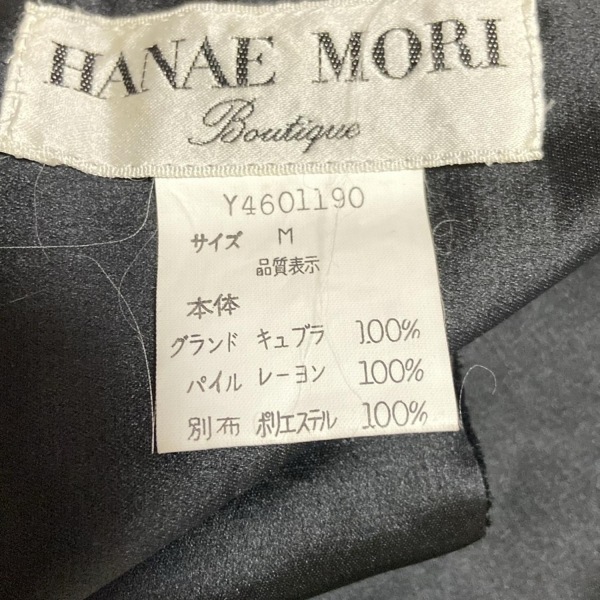 HANAE MORI
Boutique
Y4601190
サイズ M
品質表示
本体
グランド キュプラ 100%
パイル レーヨン 100%
別布 ポリエステル 100%